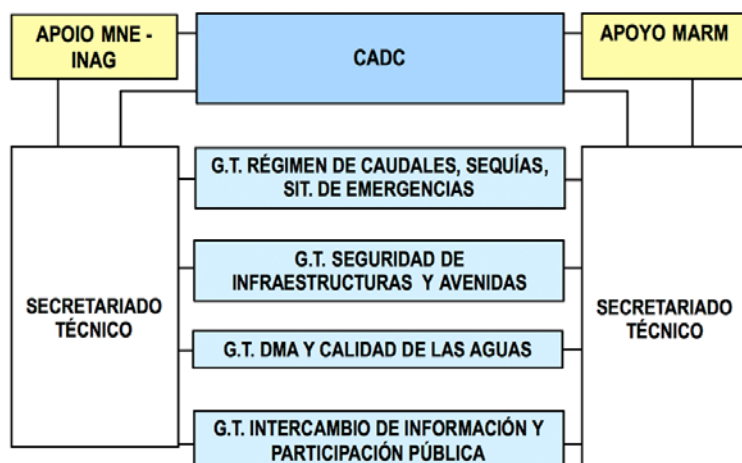 APOIO MNE -
INAG
CADC
APOYO MARM
G.T. RÉGIMEN DE CAUDALES, SEQUÍAS,
SIT. DE EMERGENCIAS
G.T. SEGURIDAD DE
INFRAESTRUCTURAS Y AVENIDAS
SECRETARIADO
TÉCNICO
SECRETARIADO
TÉCNICO
G.T. DMA Y CALIDAD DE LAS AGUAS
G.T. INTERCAMBIO DE INFORMACIÓN Y
PARTICIPACIÓN PÚBLICA